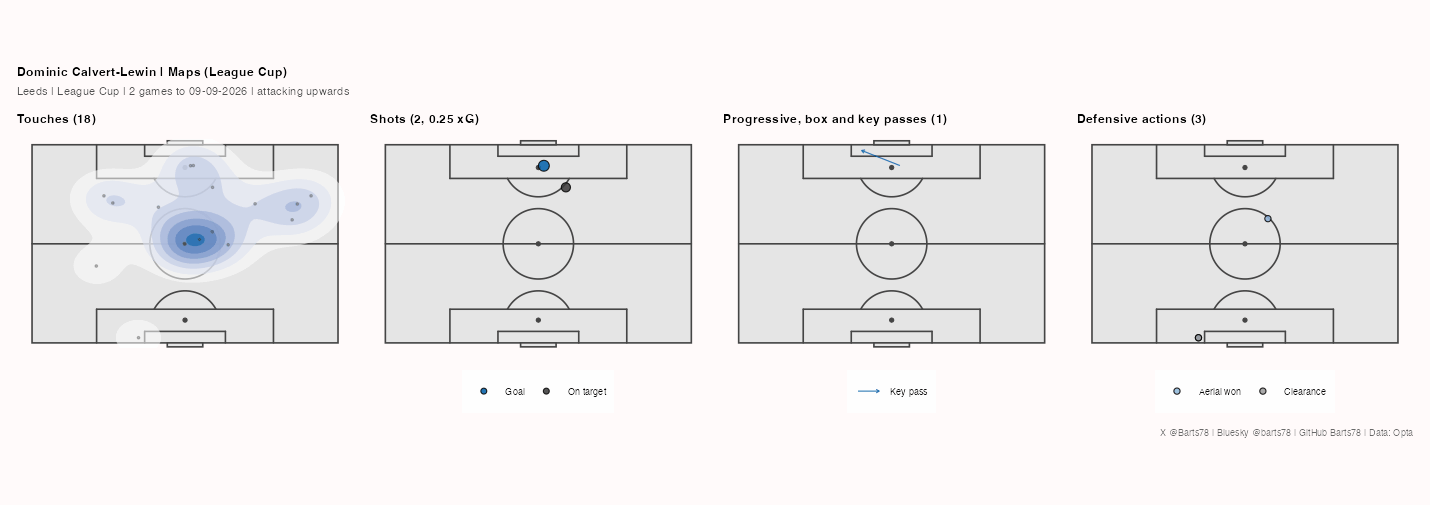 Dominic Calvert-Lewin | Maps (League Cup)
Leeds | League Cup | 2 games to 09-09-2026 | attacking upwards
Touches (18)
Shots (2, 0.25 xG)
Progressive, box and key passes (1)
Defensive actions (3)
Goal
On target
Key pass
Aerial won
Clearance
X @Barts78 | Bluesky @barts78 | GitHub Barts78 | Data: Opta